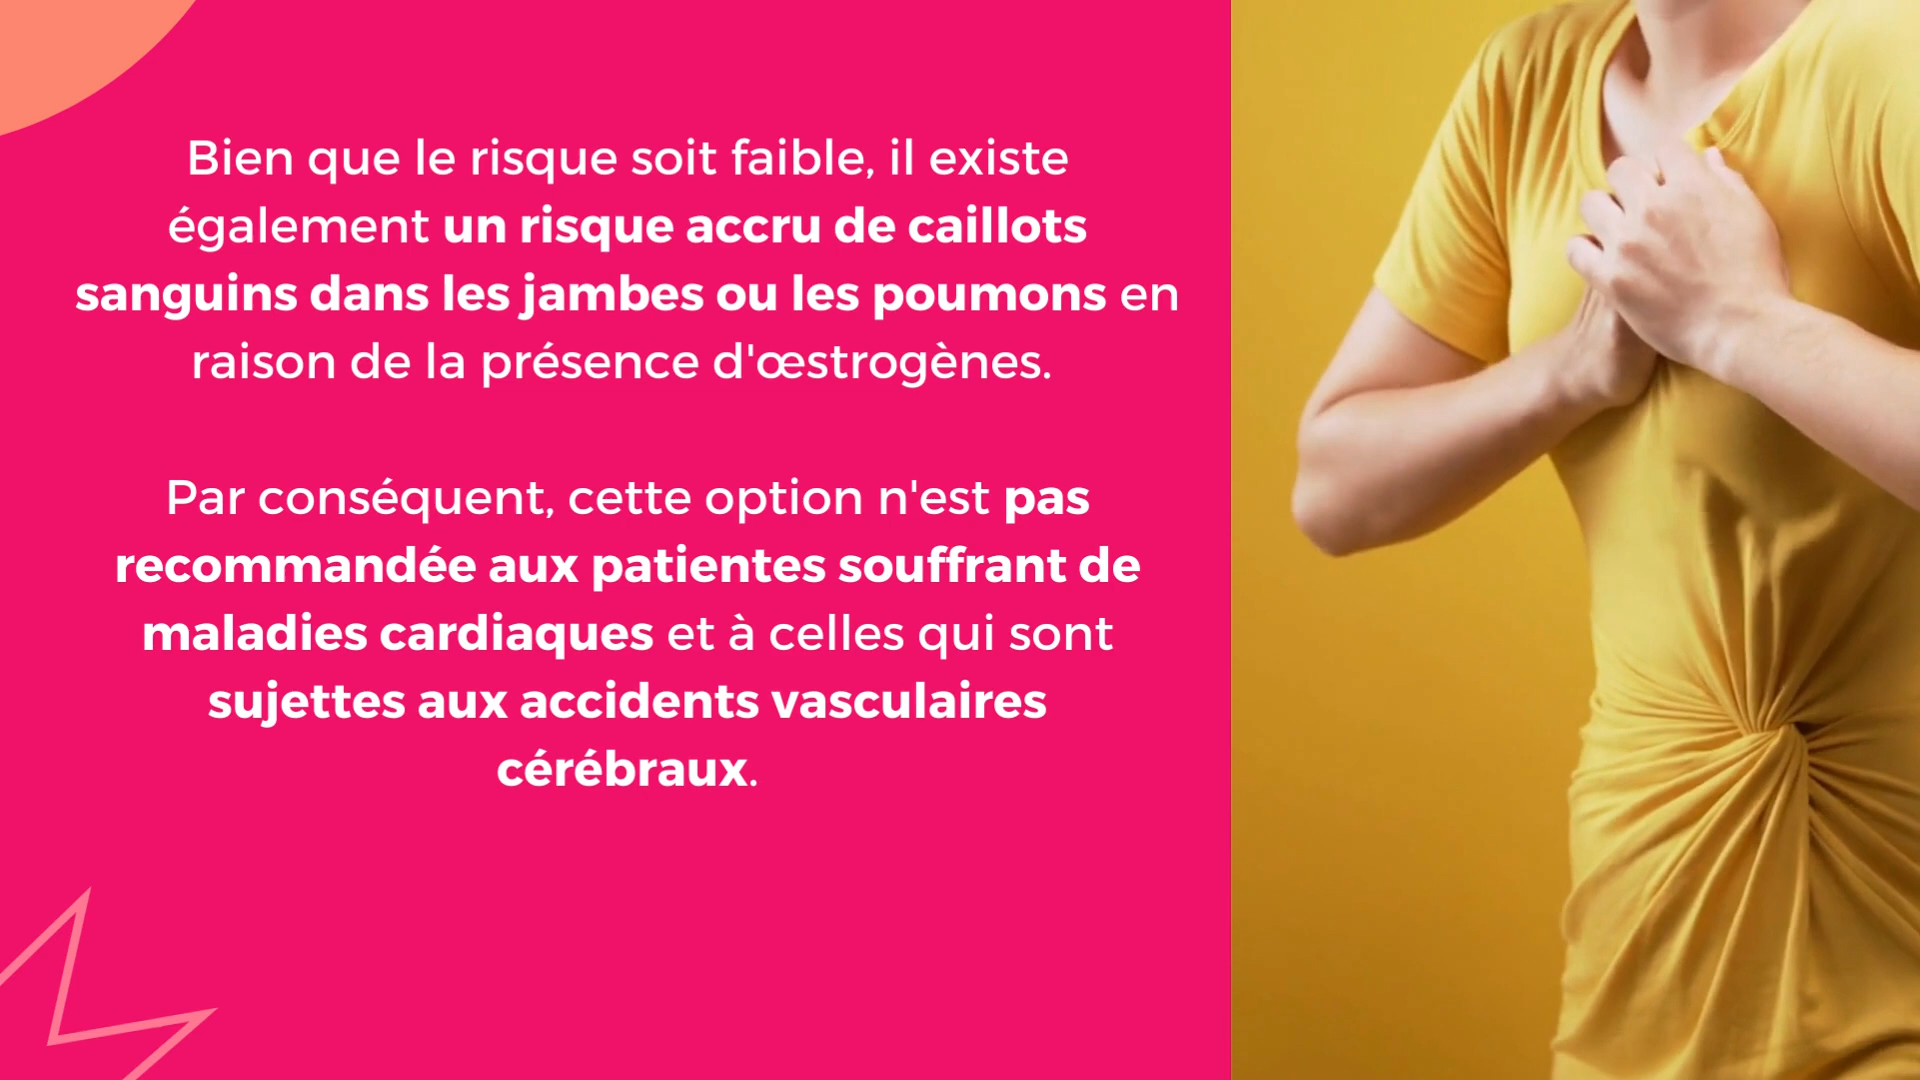 Bien que le risque soit faible, il existe
également un risque accru de caillots
sanguins dans les jambes ou les poumons en
raison de la présence d'œstrogènes.
Par conséquent, cette option n'est pas
recommandée aux patientes souffrant de
maladies cardiaques et à celles qui sont
sujettes aux accidents vasculaires
cérébraux.